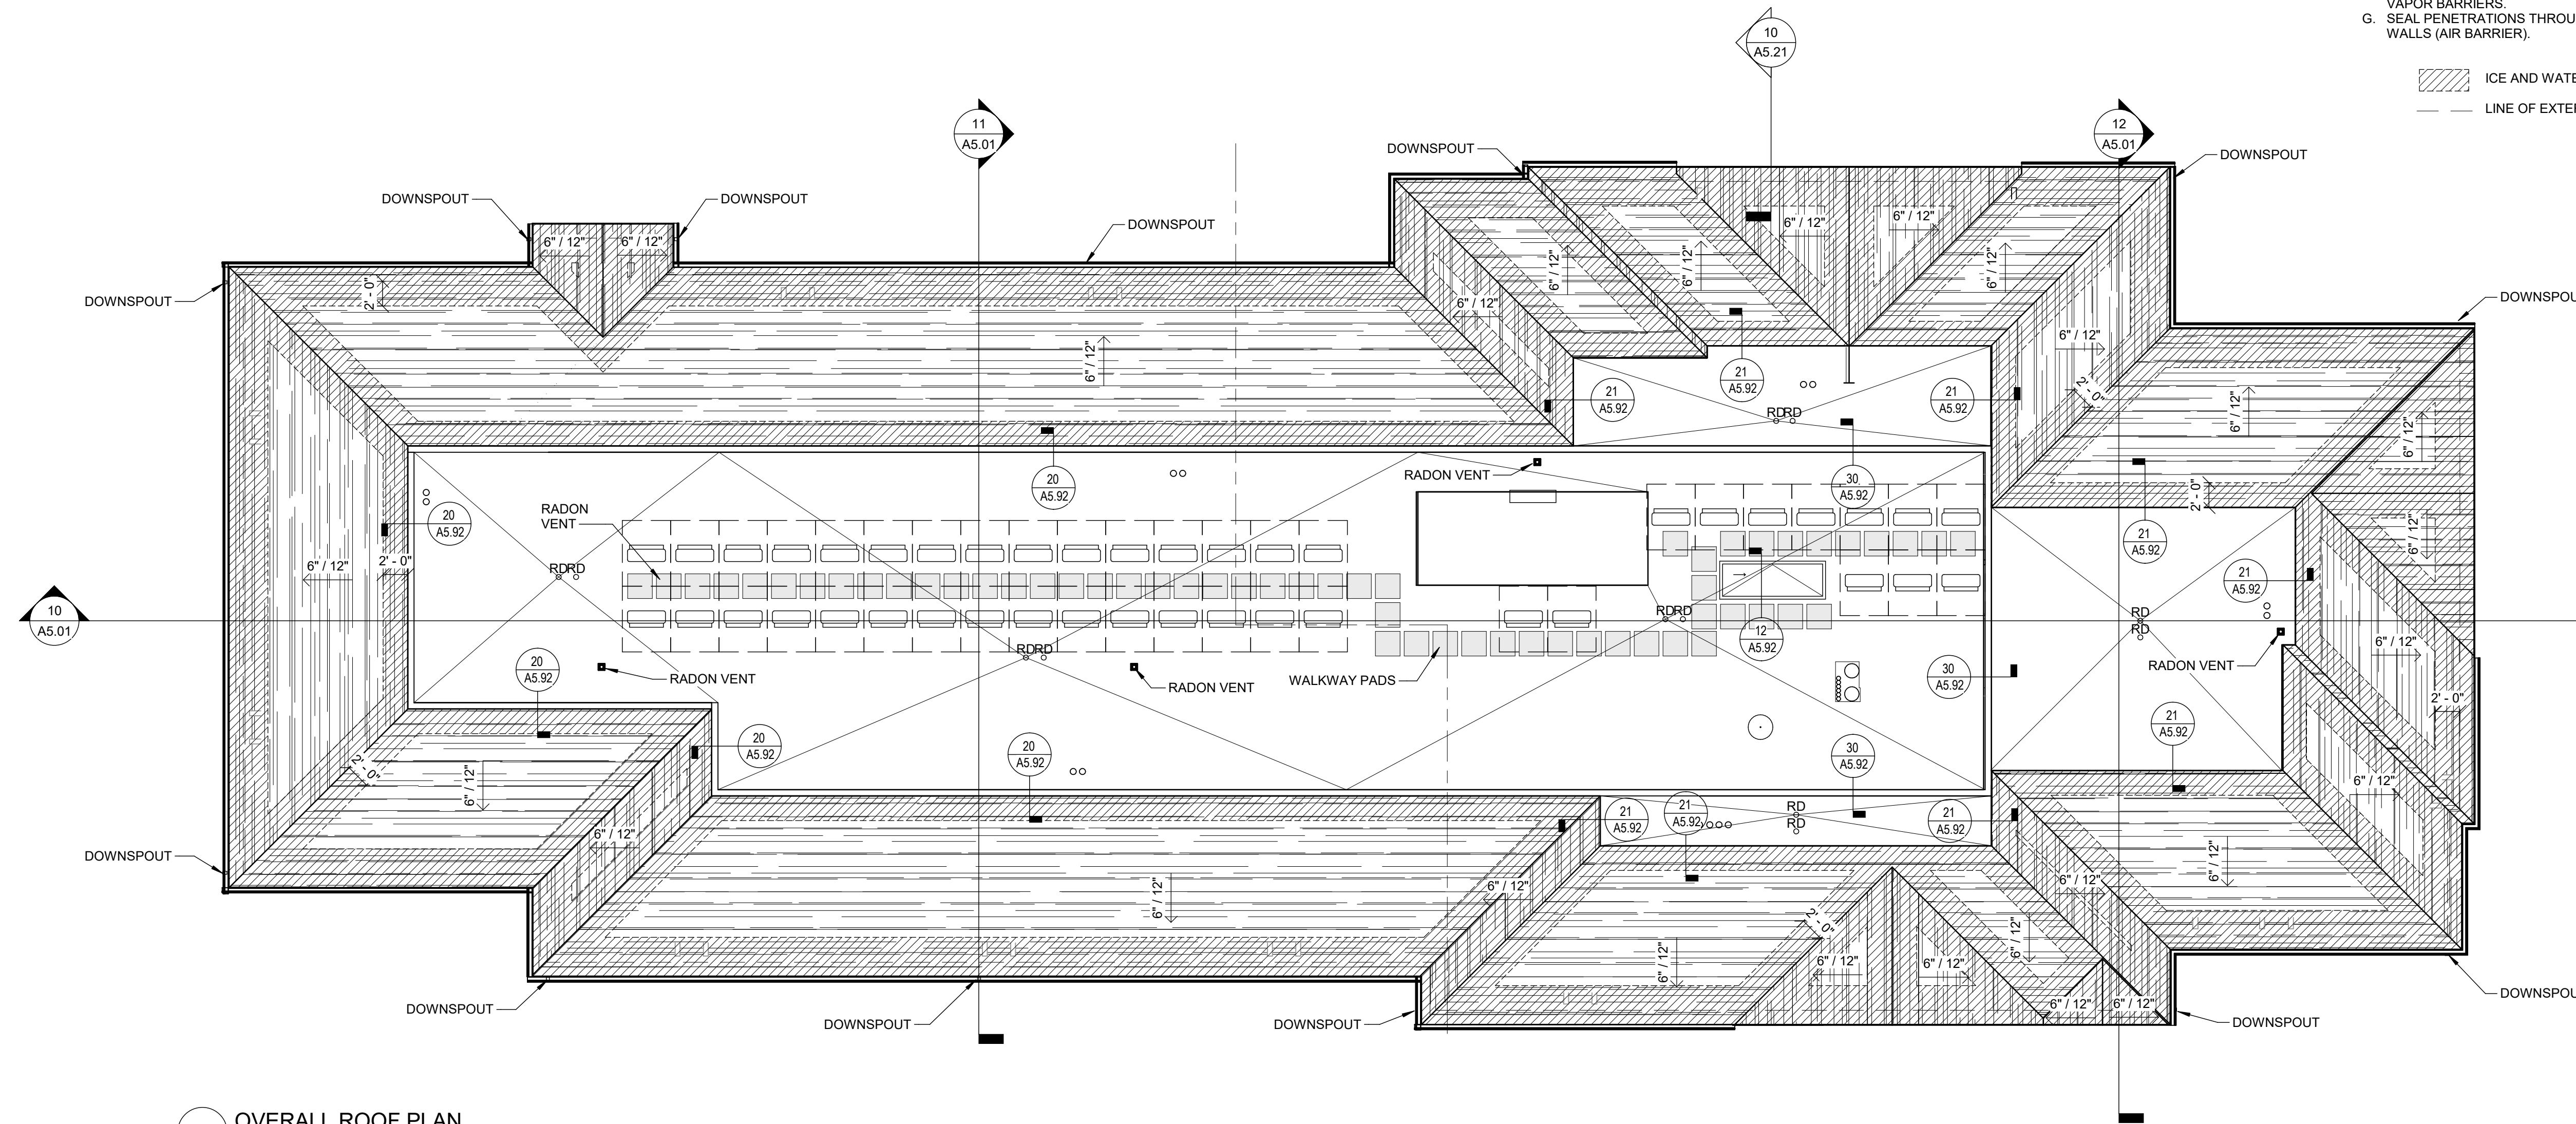 VAPOR BARRIERS.
G. SEAL PENETRATIONS THROU
WALLS (AIR BARRIER).
ICE AND WATE
LINE OF EXTE
10
A5.21
11
A5.01
12
A5.01
DOWNSPOUT
DOWNSPOUT
DOWNSPOUT
DOWNSPOUT
DOWNSPOUT
6" / 12"
6" / 12"
6" / 12"
6" / 12"
DOWNSPOUT
2' - 0"
6" / 12"
6" / 12"
6" / 12"
6" / 12"
DOWNSPOU
6" / 12"
6" / 12"
6" / 12"
2' - 0"
6" / 12"
6" / 12"
21
A5.92
21
A5.92
21
A5.92
RDRD
20
A5.92
RADON VENT
30
A5.92
2' - 0"
RADON
VENT
20
A5.92
21
A5.92
6" / 12"
6" / 12"
2' - 0"
RDRD
21
A5.92
10
A5.01
RDRD
RD
RD
12
A5.92
RDRD
6" / 12"
20
A5.92
RADON VENT
RADON VENT
WALKWAY PADS
30
A5.92
RADON VENT
2' - 0"
21
A5.92
20
A5.92
20
A5.92
30
A5.92
2' - 0"
6" / 12"
6" / 12"
6" / 12"
21
A5.92
21
A5.92
RD
RD
21
A5.92
DOWNSPOUT
6" / 12"
6" / 12"
6" / 12"
6" / 12"
2' - 0"
6" / 12"
6" / 12"
6" / 12"
6" / 12"
DOWNSPOUT
DOWNSPOUT
DOWNSPOUT
6" / 12"
6" / 12"
DOWNSPOU
DOWNSPOUT
OVERALL ROOF PLAN